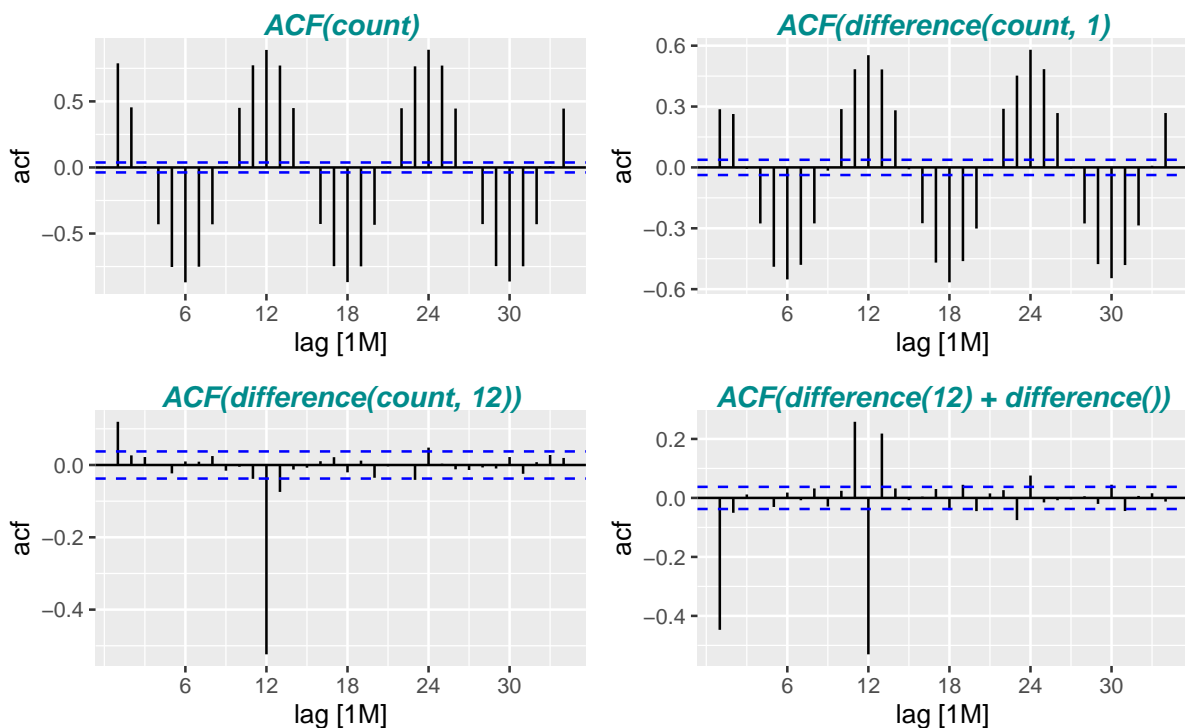 ACF(count)
acf
0.5
0.0
−0.5
6
12
18
24
30
lag [1M]
ACF(difference(count, 1)
acf
0.6
0.3
0.0
−0.3
−0.6
6
12
18
24
30
lag [1M]
ACF(difference(count, 12))
acf
0.0
−0.2
−0.4
6
12
18
24
30
lag [1M]
ACF(difference(12) + difference())
acf
0.2
0.0
−0.2
−0.4
6
12
18
24
30
lag [1M]